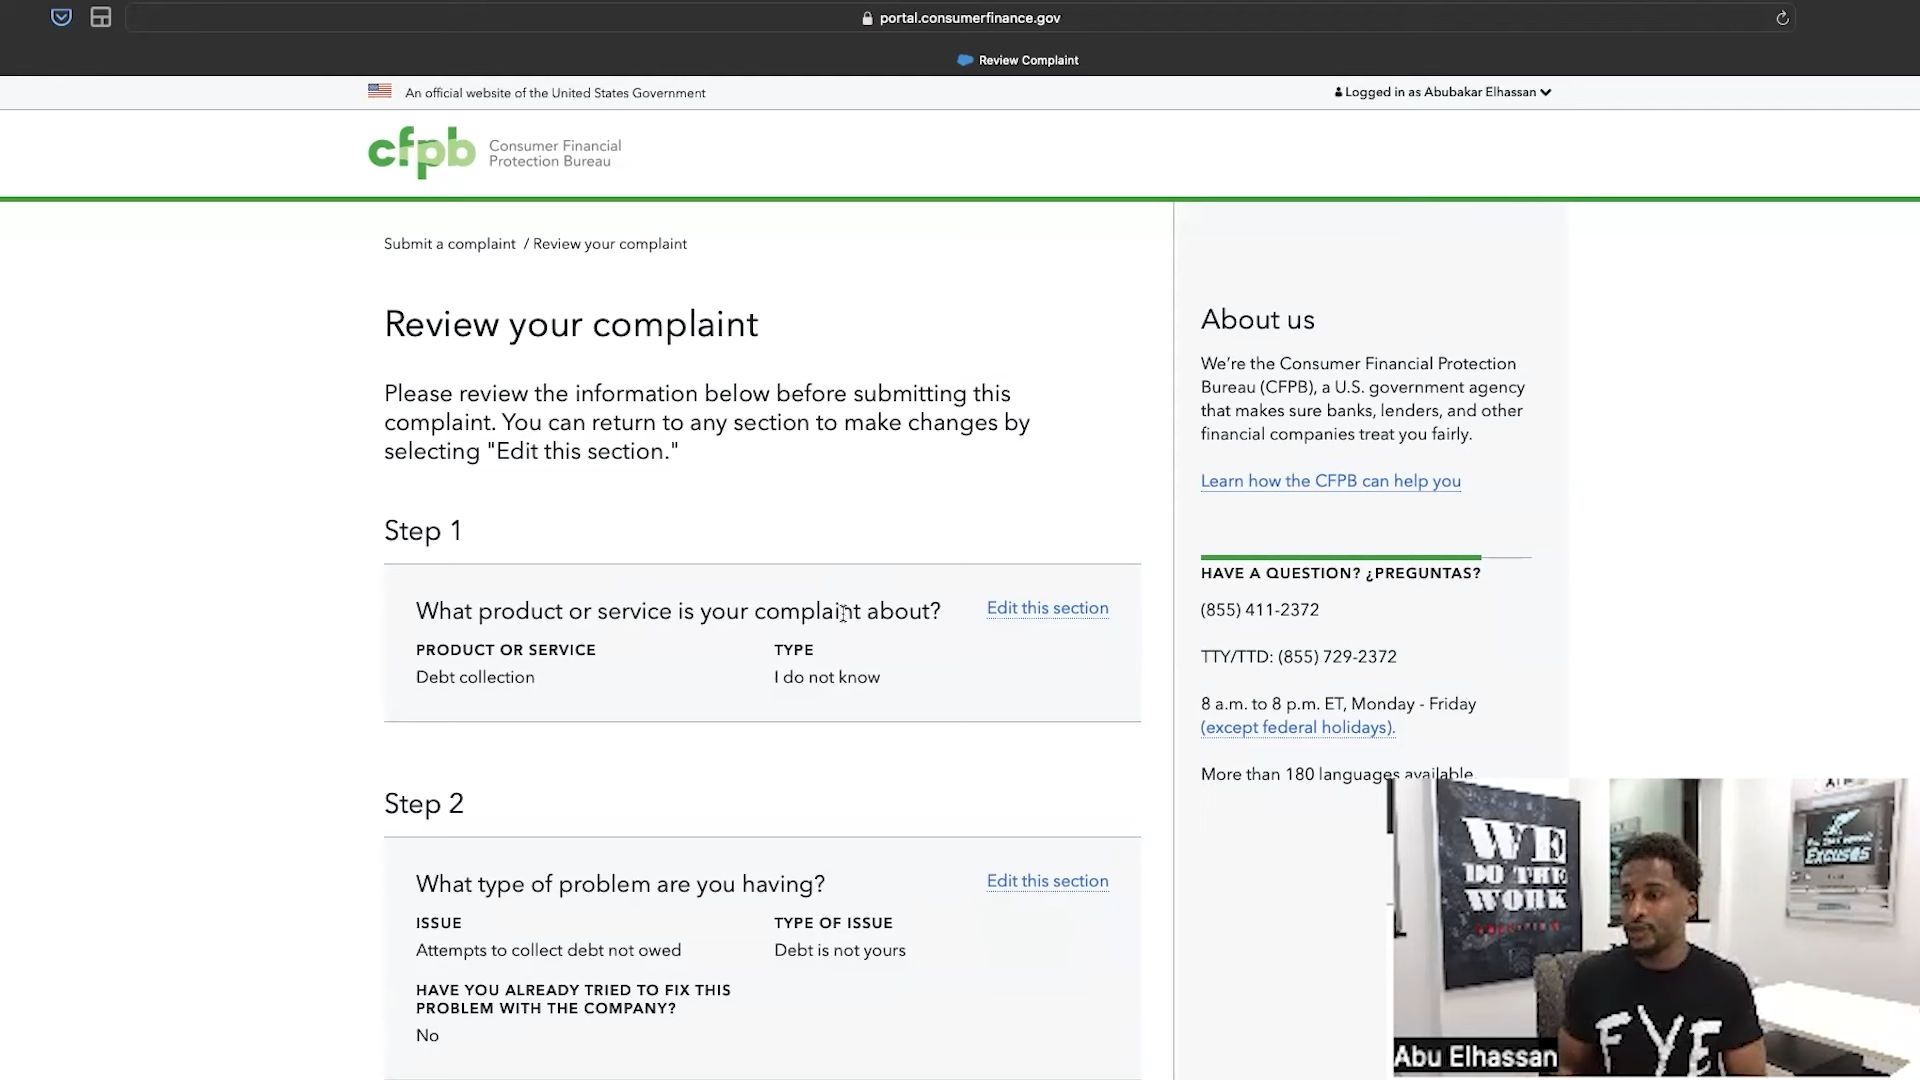 portal.consumerfinance.gov
Review Complaint
An official website of the United States Government
Logged in as Abubakar Elhassan
cfpb
Consumer Financial
Protection Bureau
Submit a complaint / Review your complaint
Review your complaint
Please review the information below before submitting this
complaint. You can return to any section to make changes by
selecting "Edit this section."
Step 1
What product or service is your complaint about?
Edit this section
PRODUCT OR SERVICE
TYPE
Debt collection
I do not know
Step 2
What type of problem are you having?
Edit this section
ISSUE
TYPE OF ISSUE
Attempts to collect debt not owed
Debt is not yours
HAVE YOU ALREADY TRIED TO FIX THIS
PROBLEM WITH THE COMPANY?
No
About us
We're the Consumer Financial Protection
Bureau (CFPB), a U.S. government agency
that makes sure banks, lenders, and other
financial companies treat you fairly.
Learn how the CFPB can help you
HAVE A QUESTION? ¿PREGUNTAS?
(855) 411-2372
TTY/TTD: (855) 729-2372
8 a.m. to 8 p.m. ET, Monday - Friday
(except federal holidays).
More than 180 languages available.
WE
DO THE
WORK
EXCUSES
FYE
Abu Elhassan